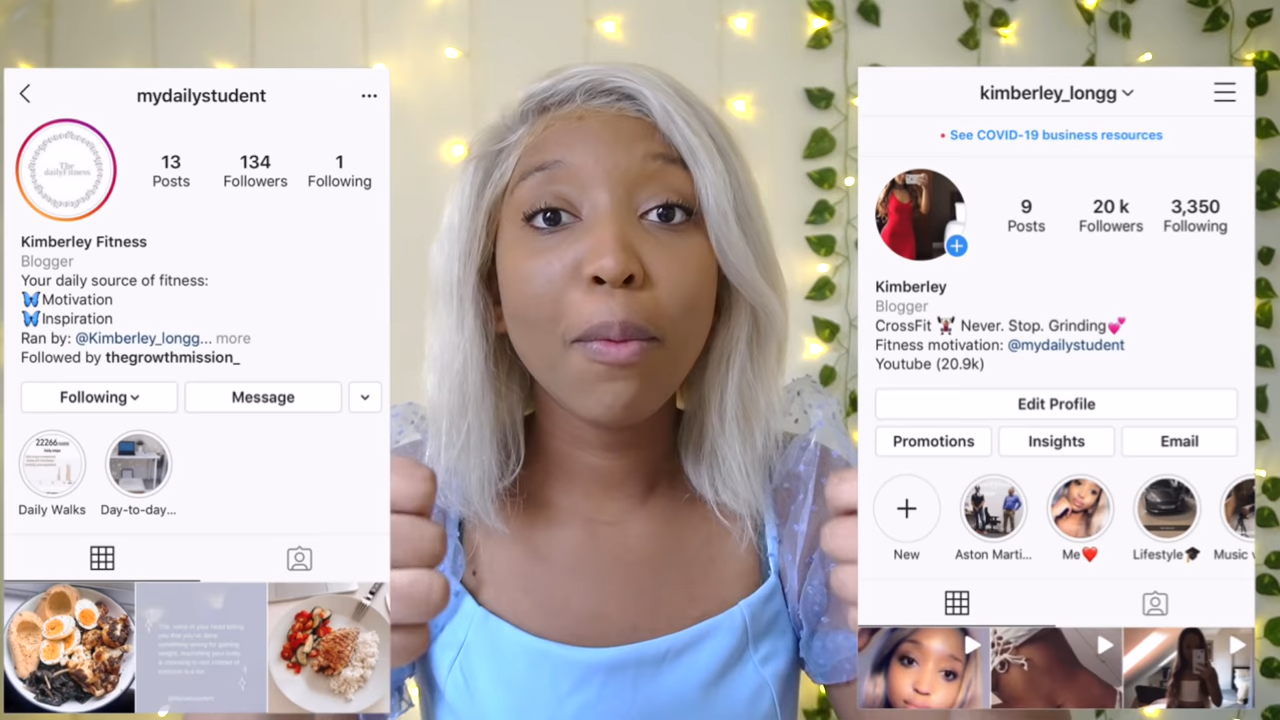 mydailystudent
The
dailyFitness
13
Posts
134
Followers
1
Following
Kimberley Fitness
Blogger
Your daily source of fitness:
🦋Motivation
🦋Inspiration
Ran by: @Kimberley_longg... more
Followed by thegrowthmission_
Following
Message
22266
Daily Walks
Day-to-day...
kimberley_longg
• See COVID-19 business resources
9
Posts
20 k
Followers
3,350
Following
Kimberley
Blogger
CrossFit 🏋🏿‍♀️ Never. Stop. Grinding💕
Fitness motivation: @mydailystudent
Youtube (20.9k)
Edit Profile
Promotions
Insights
Email
New
Aston Marti...
Me❤️
Lifestyle🎓
Music